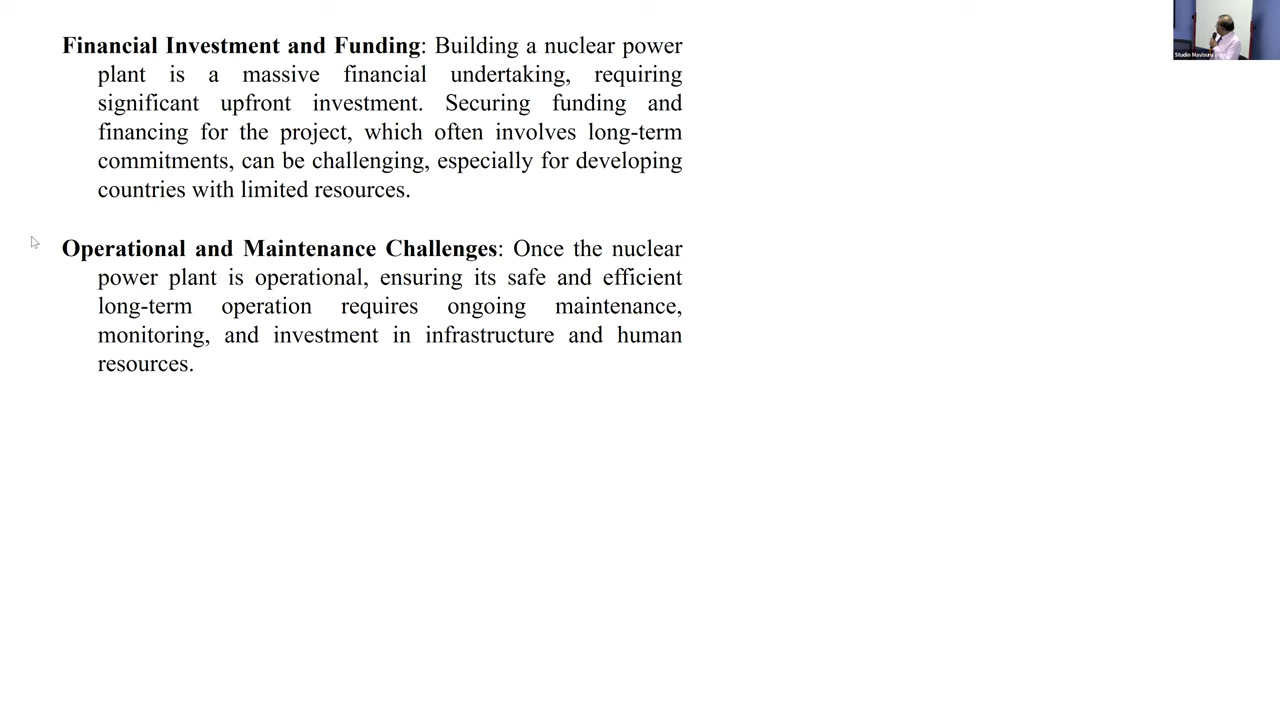 Financial Investment and Funding: Building a nuclear power
plant is a massive financial undertaking, requiring
significant upfront investment. Securing funding and
financing for the project, which often involves long-term
commitments, can be challenging, especially for developing
countries with limited resources.
Operational and Maintenance Challenges: Once the nuclear
power plant is operational, ensuring its safe and efficient
long-term operation requires ongoing maintenance,
monitoring, and investment in infrastructure and human
resources.
Studio Mavisuru